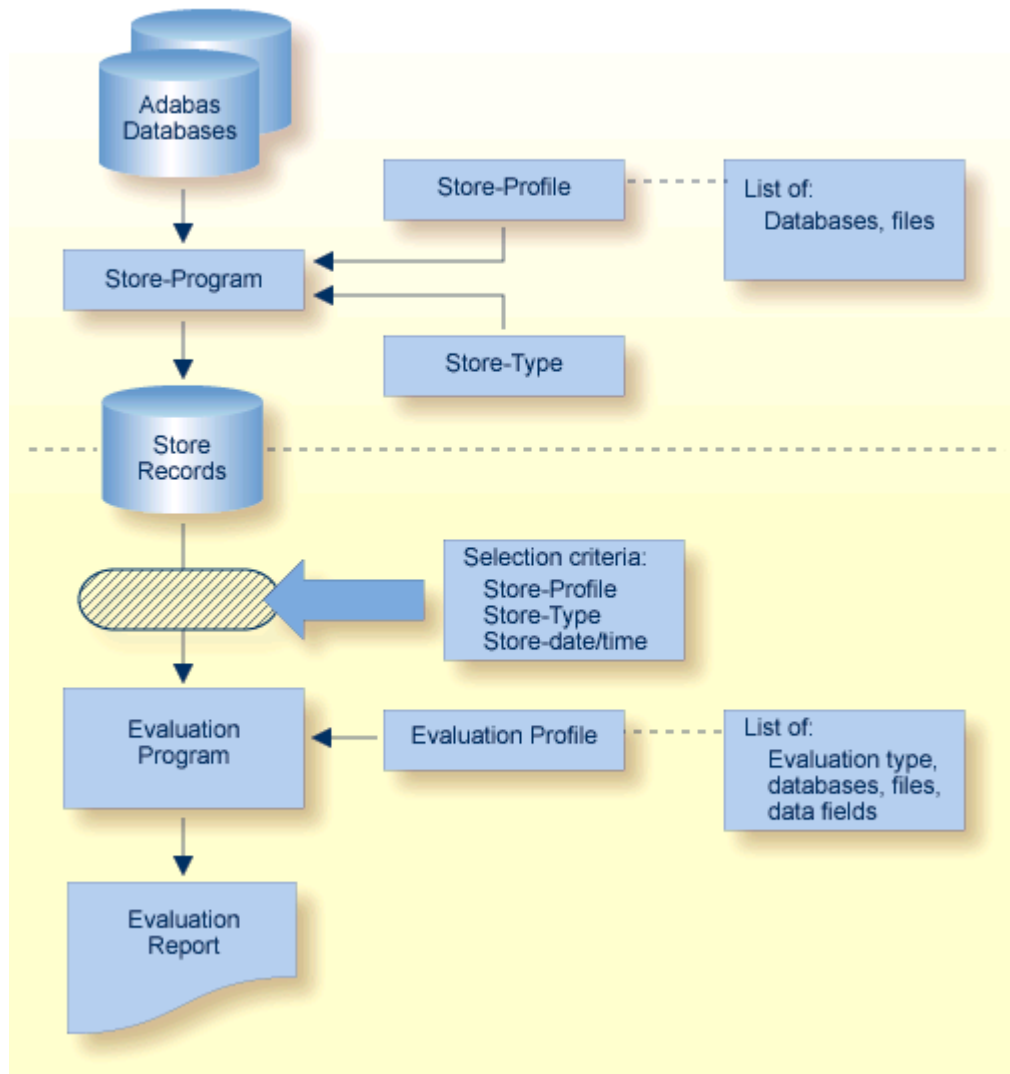 Adabas
Databases
Store-Profile
List of:
Databases, files
Store-Program
Store-Type
Store
Records
Selection criteria:
Store-Profile
Store-Type
Store-date/time
Evaluation
Program
Evaluation Profile
List of:
Evaluation type,
databases, files,
data fields
Evaluation
Report